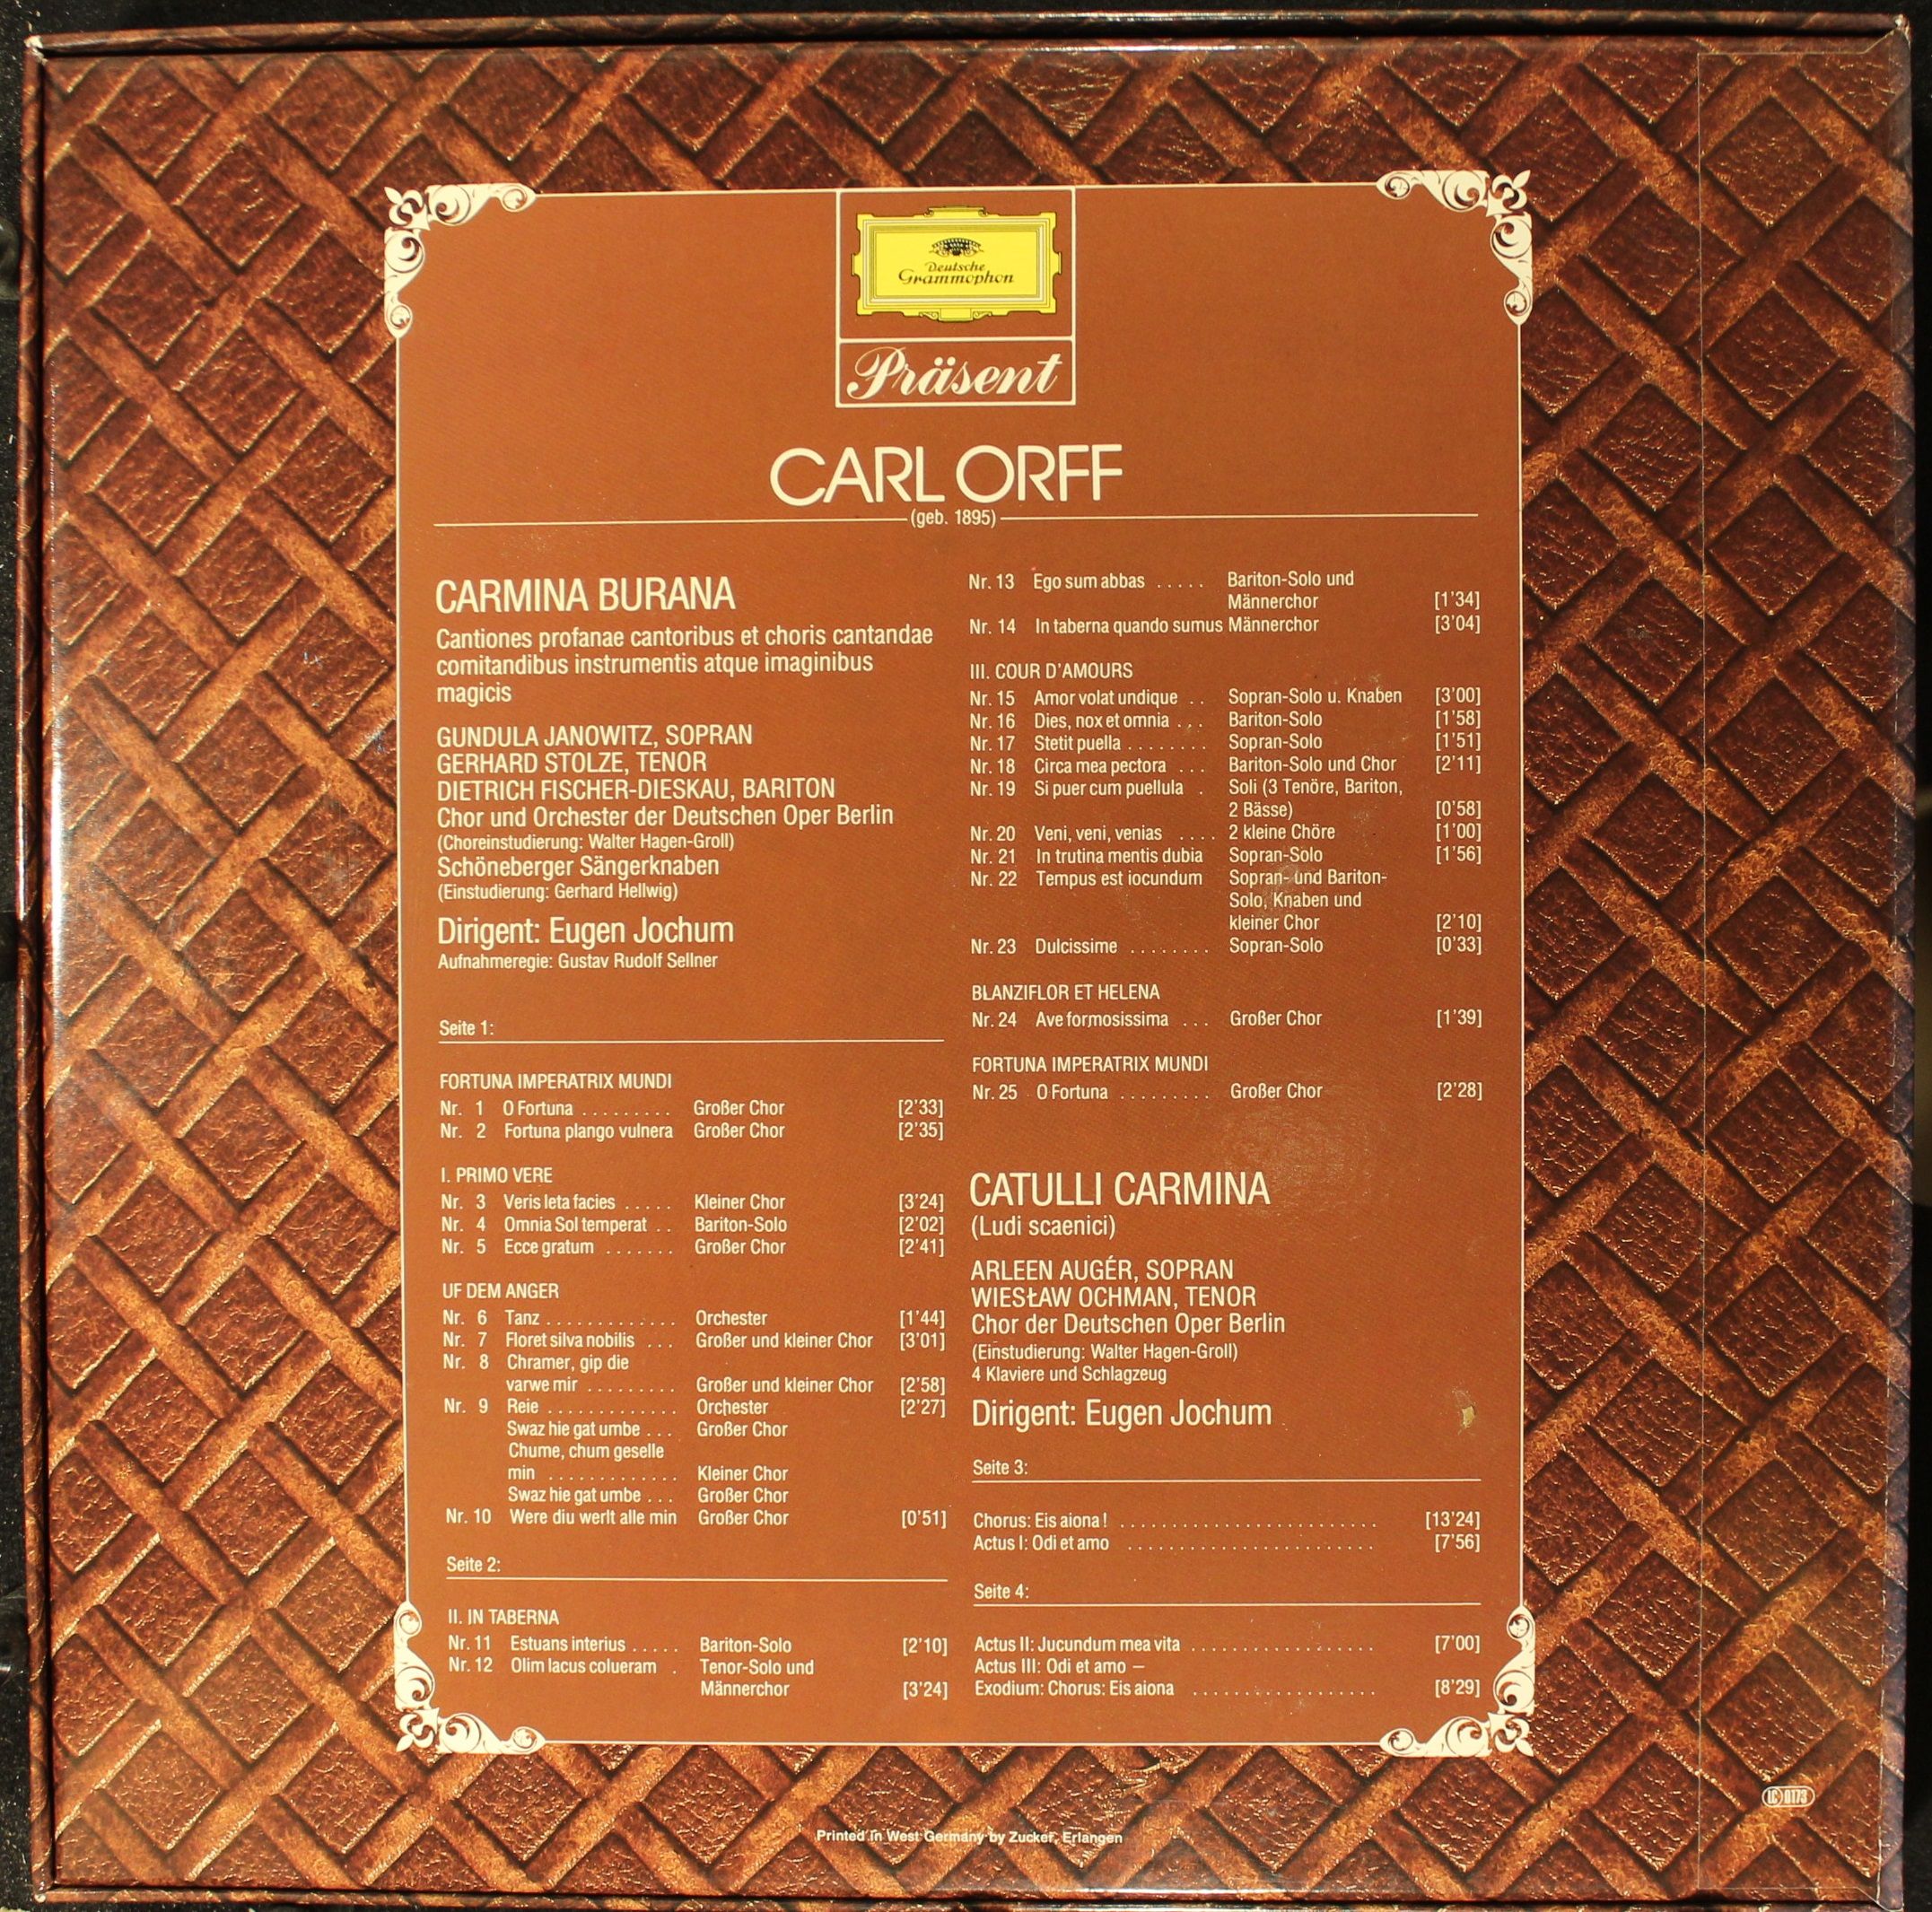 Deutsche
Grammophon
Präsent
CARL ORFF
(geb. 1895)
CARMINA BURANA
Cantiones profanae cantoribus et choris cantandae
comitandibus instrumentis atque imaginibus
magicis
GUNDULA JANOWITZ, SOPRAN
GERHARD STOLZE, TENOR
DIETRICH FISCHER-DIESKAU, BARITON
Chor und Orchester der Deutschen Oper Berlin
(Choreinstudierung: Walter Hagen-Groll)
Schöneberger Sängerknaben
(Einstudierung: Gerhard Hellwig)
Dirigent: Eugen Jochum
Aufnahmeregie: Gustav Rudolf Sellner
Seite 1:
FORTUNA IMPERATRIX MUNDI
Nr. 1 O Fortuna ......... Großer Chor [2'33]
Nr. 2 Fortuna plango vulnera Großer Chor [2'35]
I. PRIMO VERE
Nr. 3 Veris leta facies ..... Kleiner Chor [3'24]
Nr. 4 Omnia Sol temperat .. Bariton-Solo [2'02]
Nr. 5 Ecce gratum ....... Großer Chor [2'41]
UF DEM ANGER
Nr. 6 Tanz ............. Orchester [1'44]
Nr. 7 Floret silva nobilis ... Großer und kleiner Chor [3'01]
Nr. 8 Chramer, gip die
varwe mir ......... Großer und kleiner Chor [2'58]
Nr. 9 Reie ............. Orchester [2'27]
Swaz hie gat umbe ... Großer Chor
Chume, chum geselle
min ............. Kleiner Chor
Swaz hie gat umbe ... Großer Chor
Nr. 10 Were diu werlt alle min Großer Chor [0'51]
Seite 2:
II. IN TABERNA
Nr. 11 Estuans interius ..... Bariton-Solo [2'10]
Nr. 12 Olim lacus colueram . Tenor-Solo und
Männerchor [3'24]
Nr. 13 Ego sum abbas ..... Bariton-Solo und
Männerchor [1'34]
Nr. 14 In taberna quando sumus Männerchor [3'04]
III. COUR D'AMOURS
Nr. 15 Amor volat undique .. Sopran-Solo u. Knaben [3'00]
Nr. 16 Dies, nox et omnia ... Bariton-Solo [1'58]
Nr. 17 Stetit puella ........ Sopran-Solo [1'51]
Nr. 18 Circa mea pectora ... Bariton-Solo und Chor [2'11]
Nr. 19 Si puer cum puellula . Soli (3 Tenöre, Bariton,
2 Bässe) [0'58]
Nr. 20 Veni, veni, venias .... 2 kleine Chöre [1'00]
Nr. 21 In trutina mentis dubia Sopran-Solo [1'56]
Nr. 22 Tempus est iocundum Sopran- und Bariton-
Solo, Knaben und
kleiner Chor [2'10]
Nr. 23 Dulcissime ........ Sopran-Solo [0'33]
BLANZIFLOR ET HELENA
Nr. 24 Ave formosissima ... Großer Chor [1'39]
FORTUNA IMPERATRIX MUNDI
Nr. 25 O Fortuna ......... Großer Chor [2'28]
CATULLI CARMINA
(Ludi scaenici)
ARLEEN AUGÉR, SOPRAN
WIESŁAW OCHMAN, TENOR
Chor der Deutschen Oper Berlin
(Einstudierung: Walter Hagen-Groll)
4 Klaviere und Schlagzeug
Dirigent: Eugen Jochum
Seite 3:
Chorus: Eis aiona! .......................... [13'24]
Actus I: Odi et amo ......................... [7'56]
Seite 4:
Actus II: Jucundum mea vita ................... [7'00]
Actus III: Odi et amo –
Exodium: Chorus: Eis aiona ................... [8'29]
Printed in West Germany by Zucker, Erlangen
LC 0173